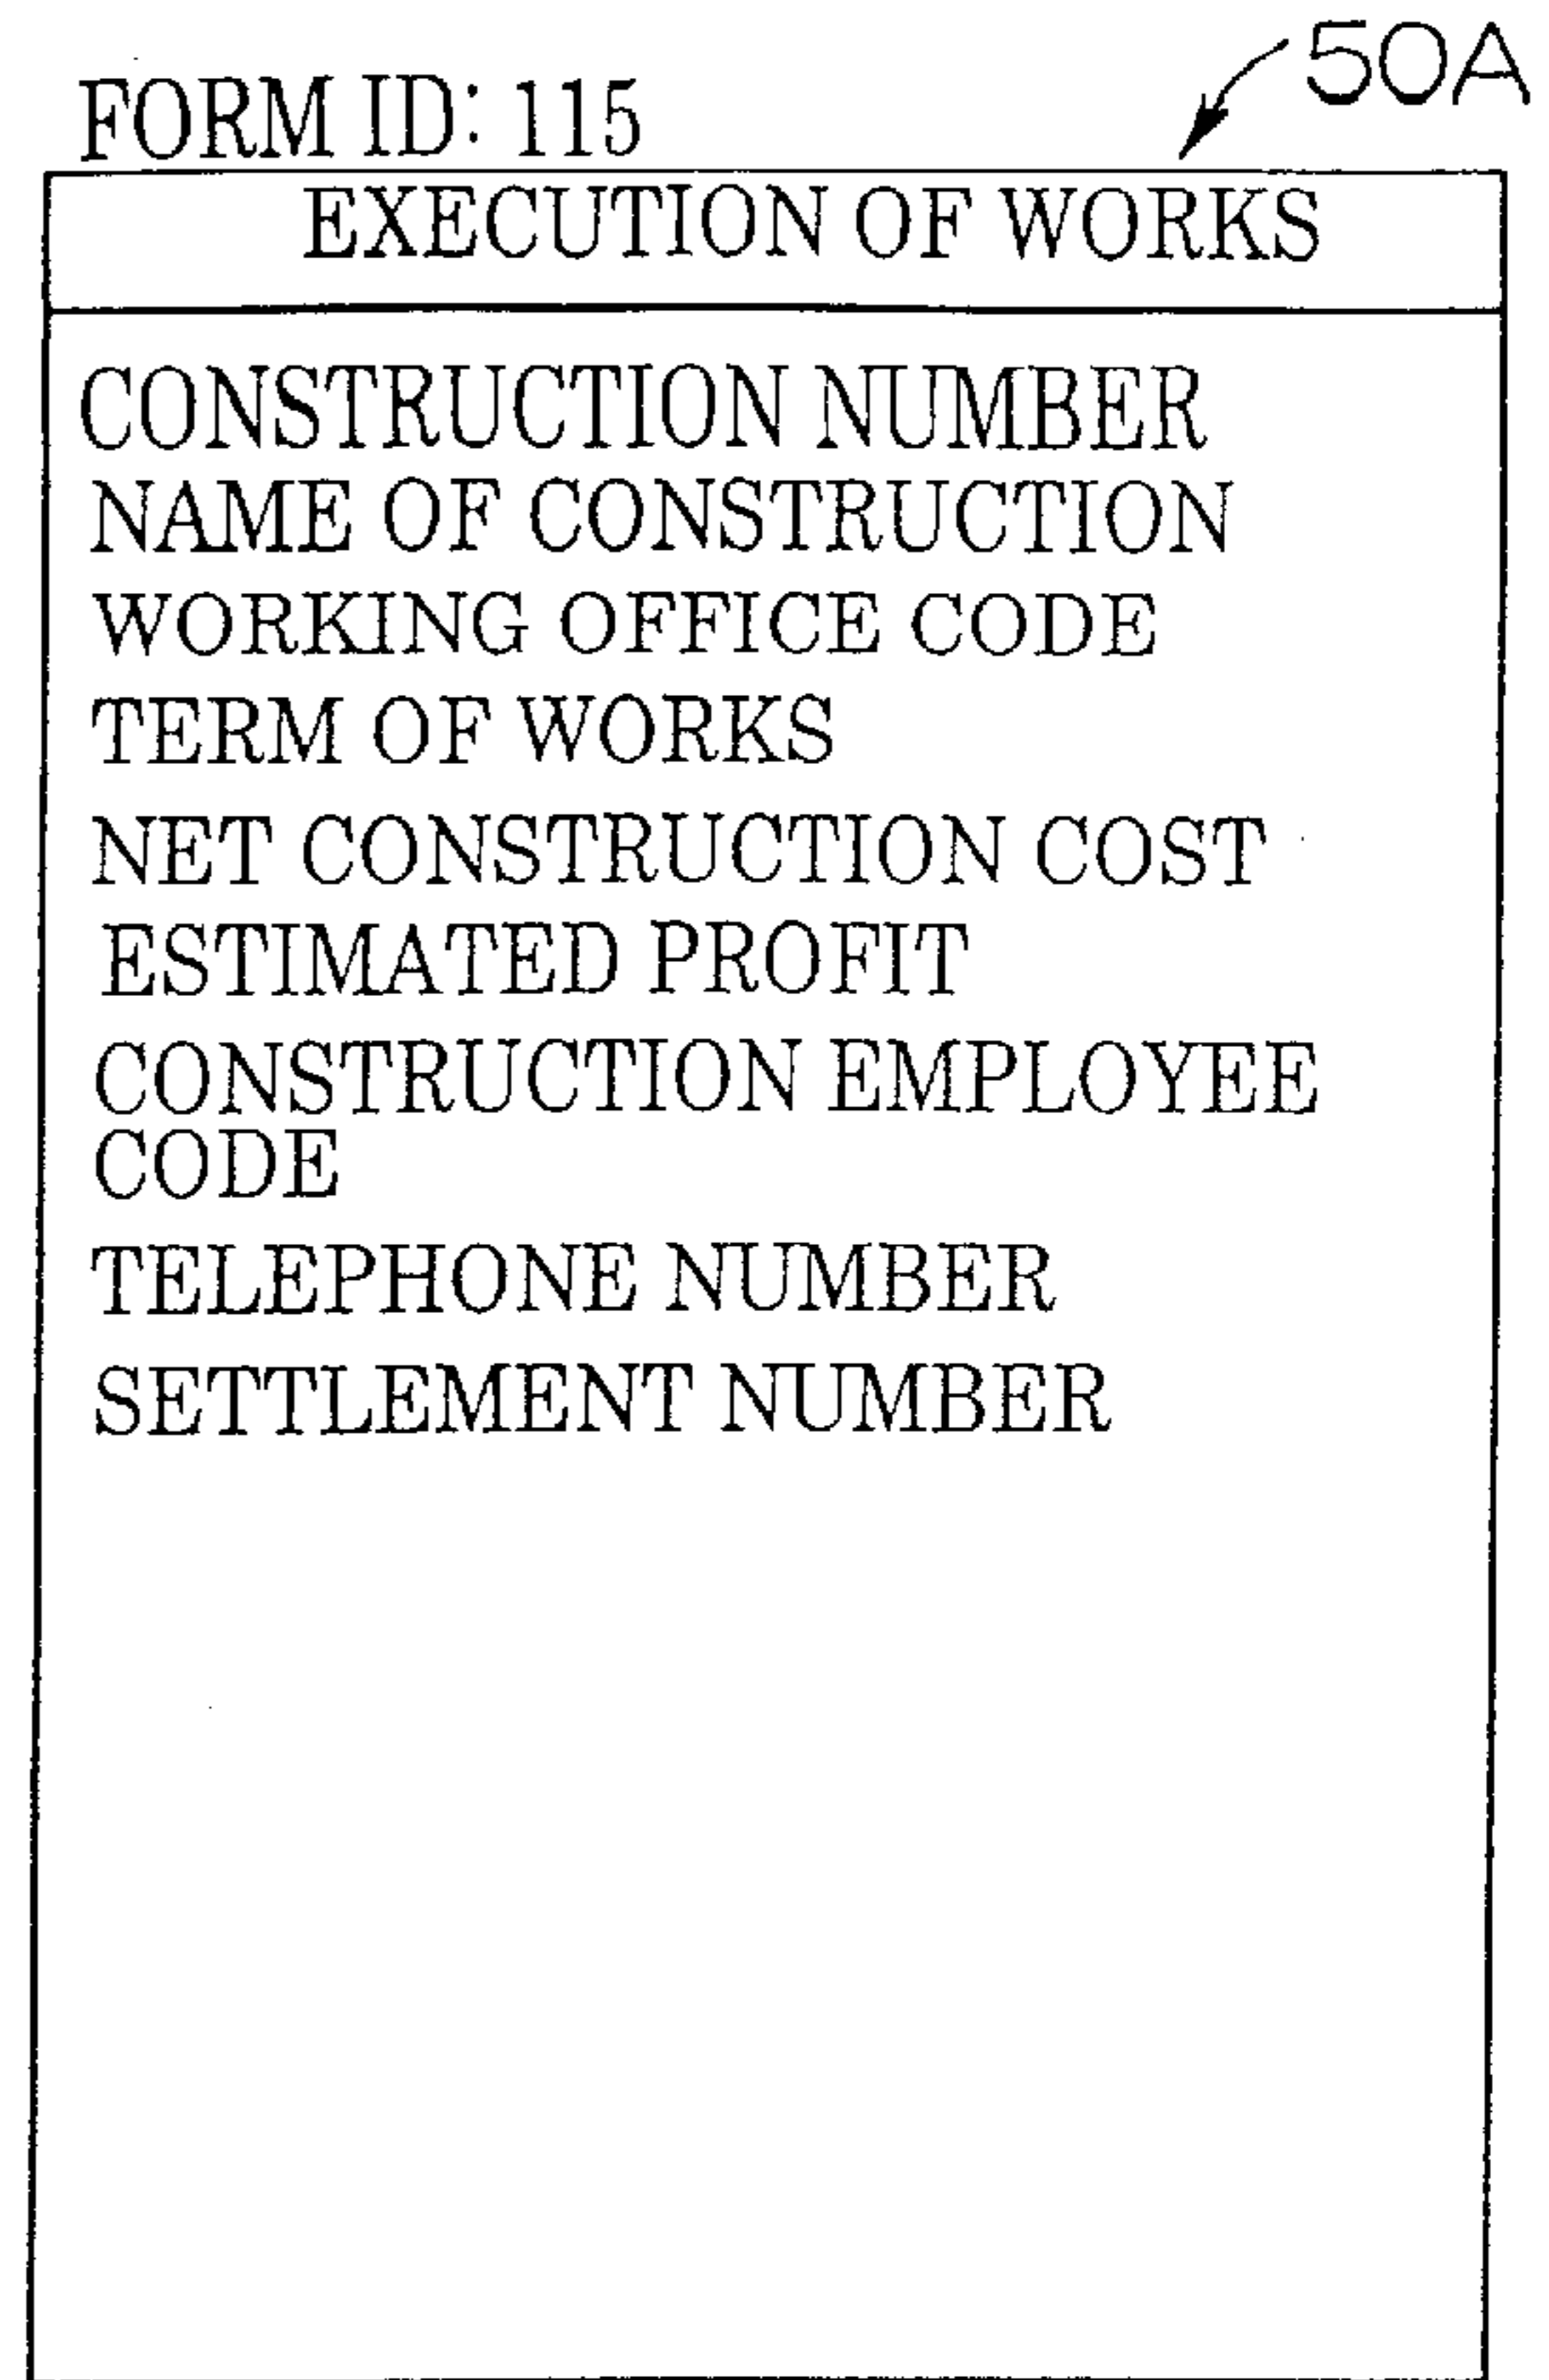 50A
FORM ID: 115
EXECUTION OF WORKS
CONSTRUCTION NUMBER
NAME OF CONSTRUCTION
WORKING OFFICE CODE
TERM OF WORKS
NET CONSTRUCTION COST
ESTIMATED PROFIT
CONSTRUCTION EMPLOYEE
CODE
TELEPHONE NUMBER
SETTLEMENT NUMBER